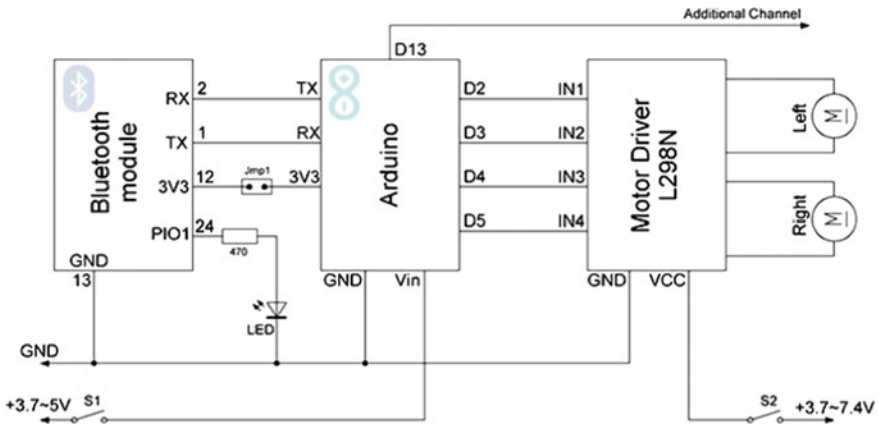 Additional Channel
D13
Bluetooth module
RX
2
TX
1
3V3
12
PIO1
24
GND
13
Jmp1
470
LED
TX
RX
3V3
Arduino
D2
D3
D4
D5
GND
Vin
IN1
IN2
IN3
IN4
Motor Driver
L298N
GND
VCC
Left
M
Right
M
GND
+3.7~5V
S1
S2
+3.7~7.4V